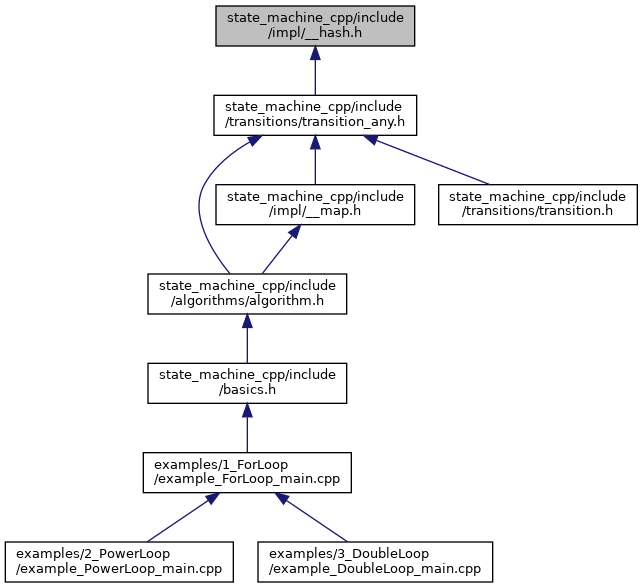 state_machine_cpp/include
/impl/__hash.h
state_machine_cpp/include
/transitions/transition_any.h
state_machine_cpp/include
/impl/__map.h
state_machine_cpp/include
/transitions/transition.h
state_machine_cpp/include
/algorithms/algorithm.h
state_machine_cpp/include
/basics.h
examples/1_ForLoop
/example_ForLoop_main.cpp
examples/2_PowerLoop
/example_PowerLoop_main.cpp
examples/3_DoubleLoop
/example_DoubleLoop_main.cpp